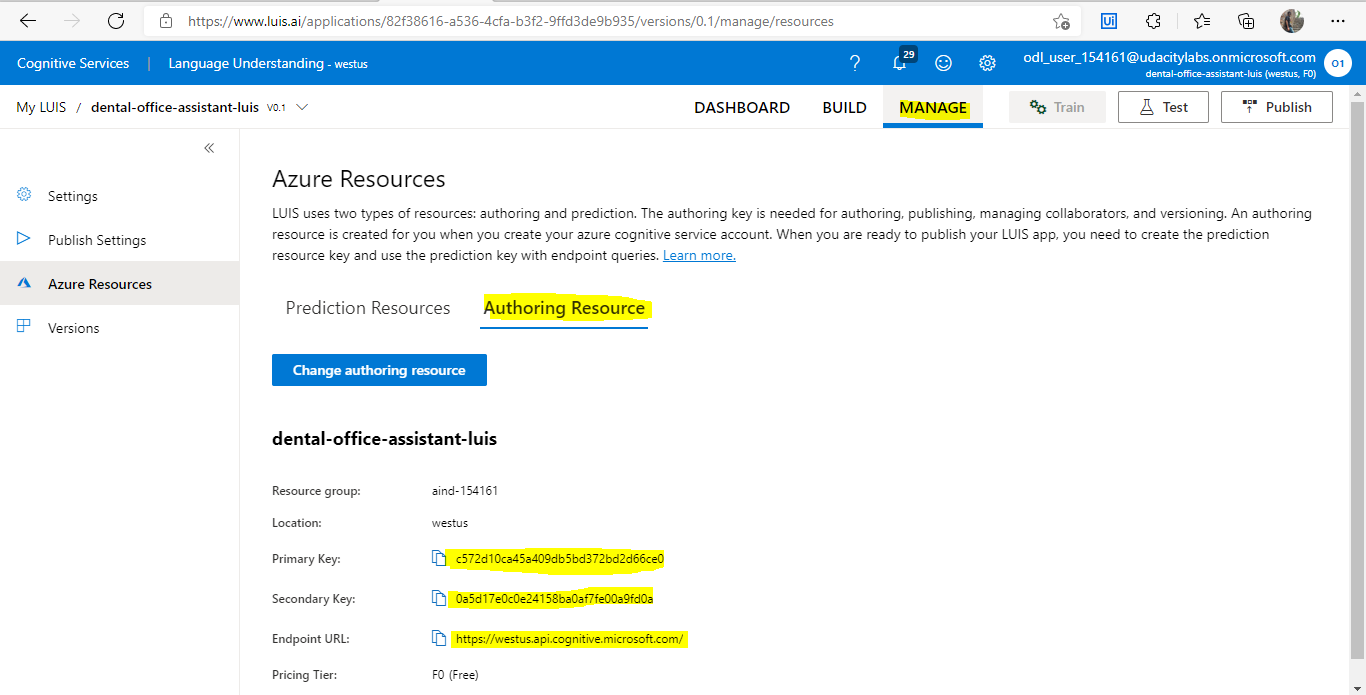 https://www.luis.ai/applications/82f38616-a536-4cfa-b3f2-9ffd3de9b935/versions/0.1/manage/resources
Ui
Cognitive Services | Language Understanding - westus
? 29 odl_user_154161@udacitylabs.onmicrosoft.com
dental-office-assistant-luis (westus, F0)
O1
My LUIS / dental-office-assistant-luis V0.1
DASHBOARD BUILD MANAGE Train Test Publish
Settings
Publish Settings
Azure Resources
Versions
Azure Resources
LUIS uses two types of resources: authoring and prediction. The authoring key is needed for authoring, publishing, managing collaborators, and versioning. An authoring
resource is created for you when you create your azure cognitive service account. When you are ready to publish your LUIS app, you need to create the prediction
resource key and use the prediction key with endpoint queries. Learn more.
Prediction Resources Authoring Resource
Change authoring resource
dental-office-assistant-luis
Resource group: aind-154161
Location: westus
Primary Key: c572d10ca45a409db5bd372bd2d66ce0
Secondary Key: 0a5d17e0c0e24158ba0af7fe00a9fd0a
Endpoint URL: https://westus.api.cognitive.microsoft.com/
Pricing Tier: F0 (Free)